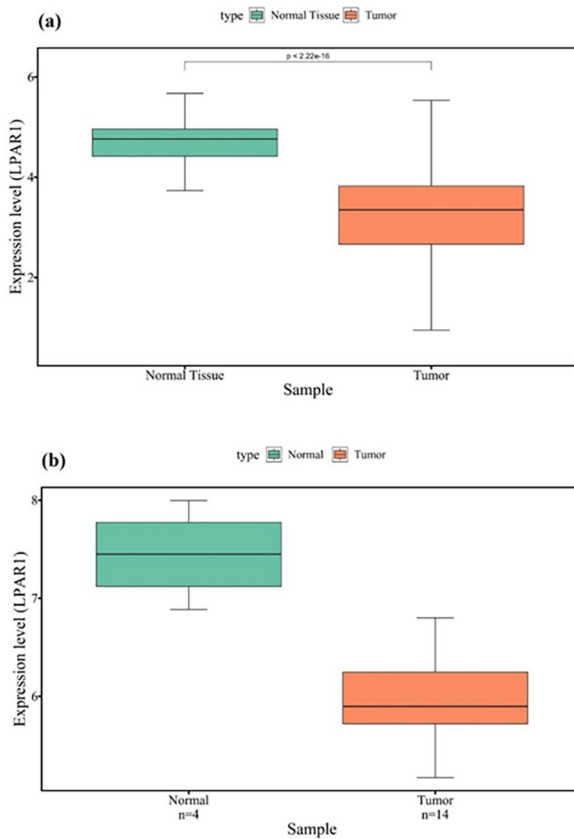 (a)
type Normal Tissue Tumor
p < 2.22e-16
6
4
2
Expression level (LPAR1)
Normal Tissue Tumor
Sample
(b)
type Normal Tumor
8
7
6
Expression level (LPAR1)
Normal Tumor
n=4 n=14
Sample